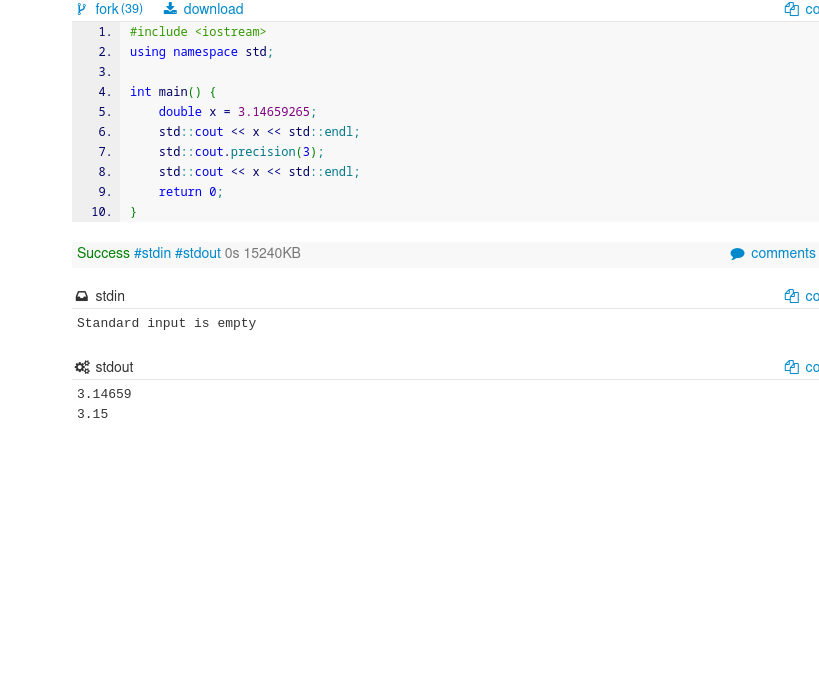 fork (39) download co
1. #include <iostream>
2. using namespace std;
3.
4. int main() {
5.     double x = 3.14659265;
6.     std::cout << x << std::endl;
7.     std::cout.precision(3);
8.     std::cout << x << std::endl;
9.     return 0;
10. }
Success #stdin #stdout 0s 15240KB comments
stdin co
Standard input is empty
stdout co
3.14659
3.15